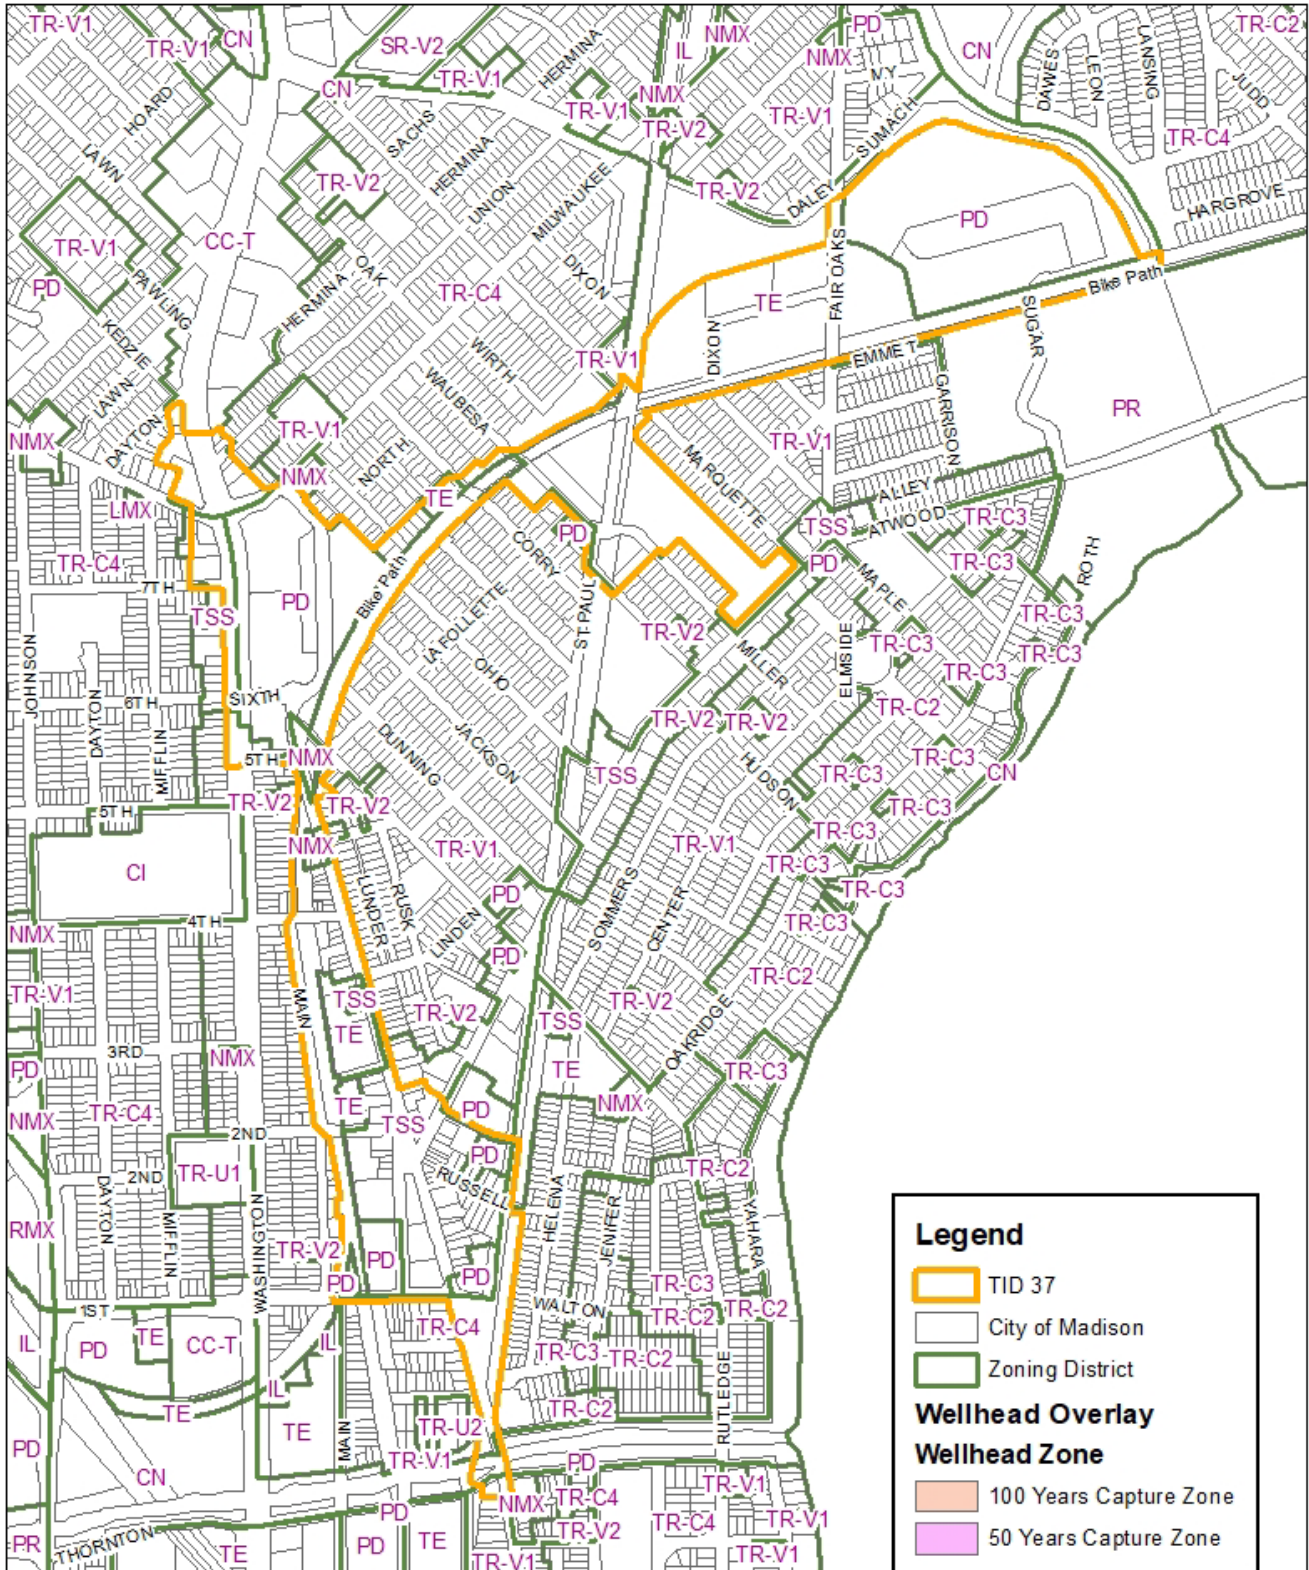 TR-V1
TR-V1
CN
SR-V2
TR-V1
HERMINA
IL
NMX
PD
NMX
CN
DAWES
LEON
LANSING
TR-C2
JUDD
MY
CN
NMX
TR-V1
TR-V2
TR-V1
SUMACH
TR-C4
HOARD
SACHS
HERMINA
LAWN
TR-V2
UNION
MILWAUKEE
TR-V2
DALEY
HARGROVE
TR-V1
CC-T
PD
PD
PAWLING
OAK
DIXON
TR-C4
HERMINA
FAIR OAKS
TE
Bike Path
KEDZIE
WIRTH
TR-V1
DIXON
SUGAR
EMMET
LAWN
WAUBESA
GARRISON
PR
NMX
DAYTON
TR-V1
NORTH
TR-V1
MARQUETTE
NMX
TE
ALLEY
LMX
TSS
ATWOOD
TR-C3
PD
CORRY
TR-C4
7TH
Bike Path
PD
MAPLE
TR-C3
ROTH
TSS
PD
LAFOLLETTE
ST PAUL
TR-V2
TR-C3
JOHNSON
OHIO
MILLER
ELMSIDE
TR-C3
TR-C3
TR-C3
DAYTON
6TH
SIXTH
MIFFLIN
TR-V2
TR-V2
TR-C2
DUNNING
JACKSON
5TH
NMX
TSS
HUDSON
TR-C3
TR-C3
CN
TR-V2
TR-V2
5TH
TR-C3
NMX
TR-V1
TR-V1
TR-C3
CI
TR-C3
TR-C3
LUNDER
RUSK
PD
SOMMERS
CENTER
4TH
LINDEN
TR-C3
NMX
PD
TR-C2
TR-V1
MAIN
TSS
TR-V2
TR-V2
TE
TSS
OAKRIDGE
3RD
NMX
PD
TE
TR-C3
TR-C4
TE
PD
NMX
NMX
TSS
2ND
PD
TR-C2
2ND
TR-U1
RUSSELL
HELENA
DAYTON
MIFFLIN
WASHINGTON
JENIFER
YAHARA
RMX
TR-V2
PD
PD
PD
TR-C3
1ST
WALTON
TR-C2
TR-C2
TR-C4
IL
PD
TE
CC-T
IL
TR-C3
TR-C2
IL
RUTLEDGE
TE
TR-C2
TE
MAIN
TR-U2
PD
TR-V1
PD
CN
TR-V1
NMX
TR-C4
PD
TR-C4
TR-V1
PR
THORNTON
TR-V2
TE
PD
TE
TR-V1
TR-V1
Legend
TID 37
City of Madison
Zoning District
Wellhead Overlay
Wellhead Zone
100 Years Capture Zone
50 Years Capture Zone